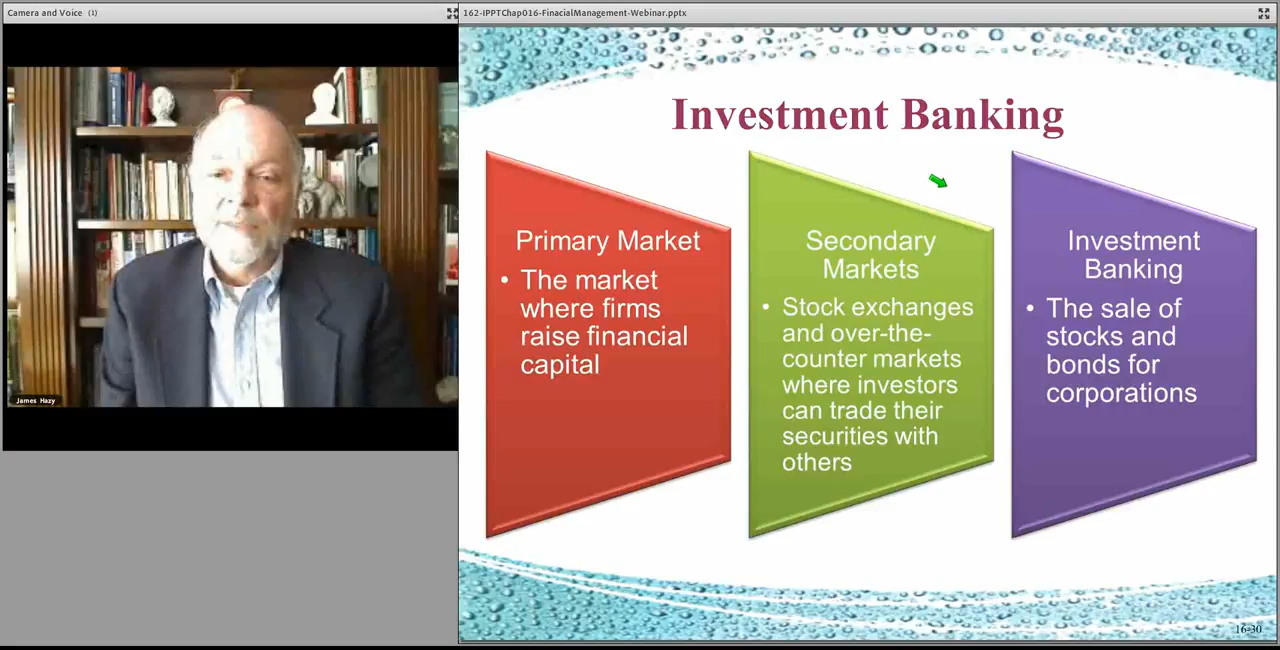 Camera and Voice (1)
162-IPPTChap016-FinacialManagement-Webinar.pptx
James Hazy
Investment Banking
Primary Market
• The market
where firms
raise financial
capital
Secondary
Markets
• Stock exchanges
and over-the-
counter markets
where investors
can trade their
securities with
others
Investment
Banking
• The sale of
stocks and
bonds for
corporations
16-30